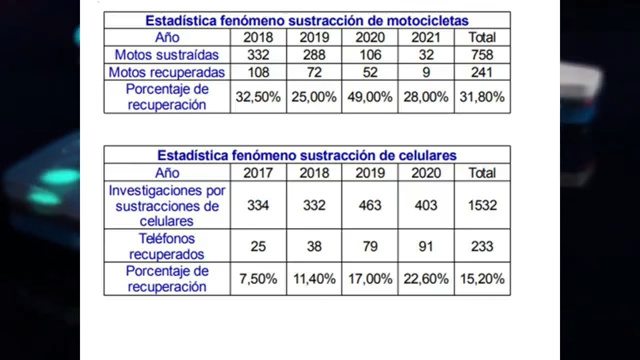 Estadística fenómeno sustracción de motocicletas
Año 2018 2019 2020 2021 Total
Motos sustraídas 332 288 106 32 758
Motos recuperadas 108 72 52 9 241
Porcentaje de
recuperación 32,50% 25,00% 49,00% 28,00% 31,80%
Estadística fenómeno sustracción de celulares
Año 2017 2018 2019 2020 Total
Investigaciones por
sustracciones de
celulares 334 332 463 403 1532
Teléfonos
recuperados 25 38 79 91 233
Porcentaje de
recuperación 7,50% 11,40% 17,00% 22,60% 15,20%